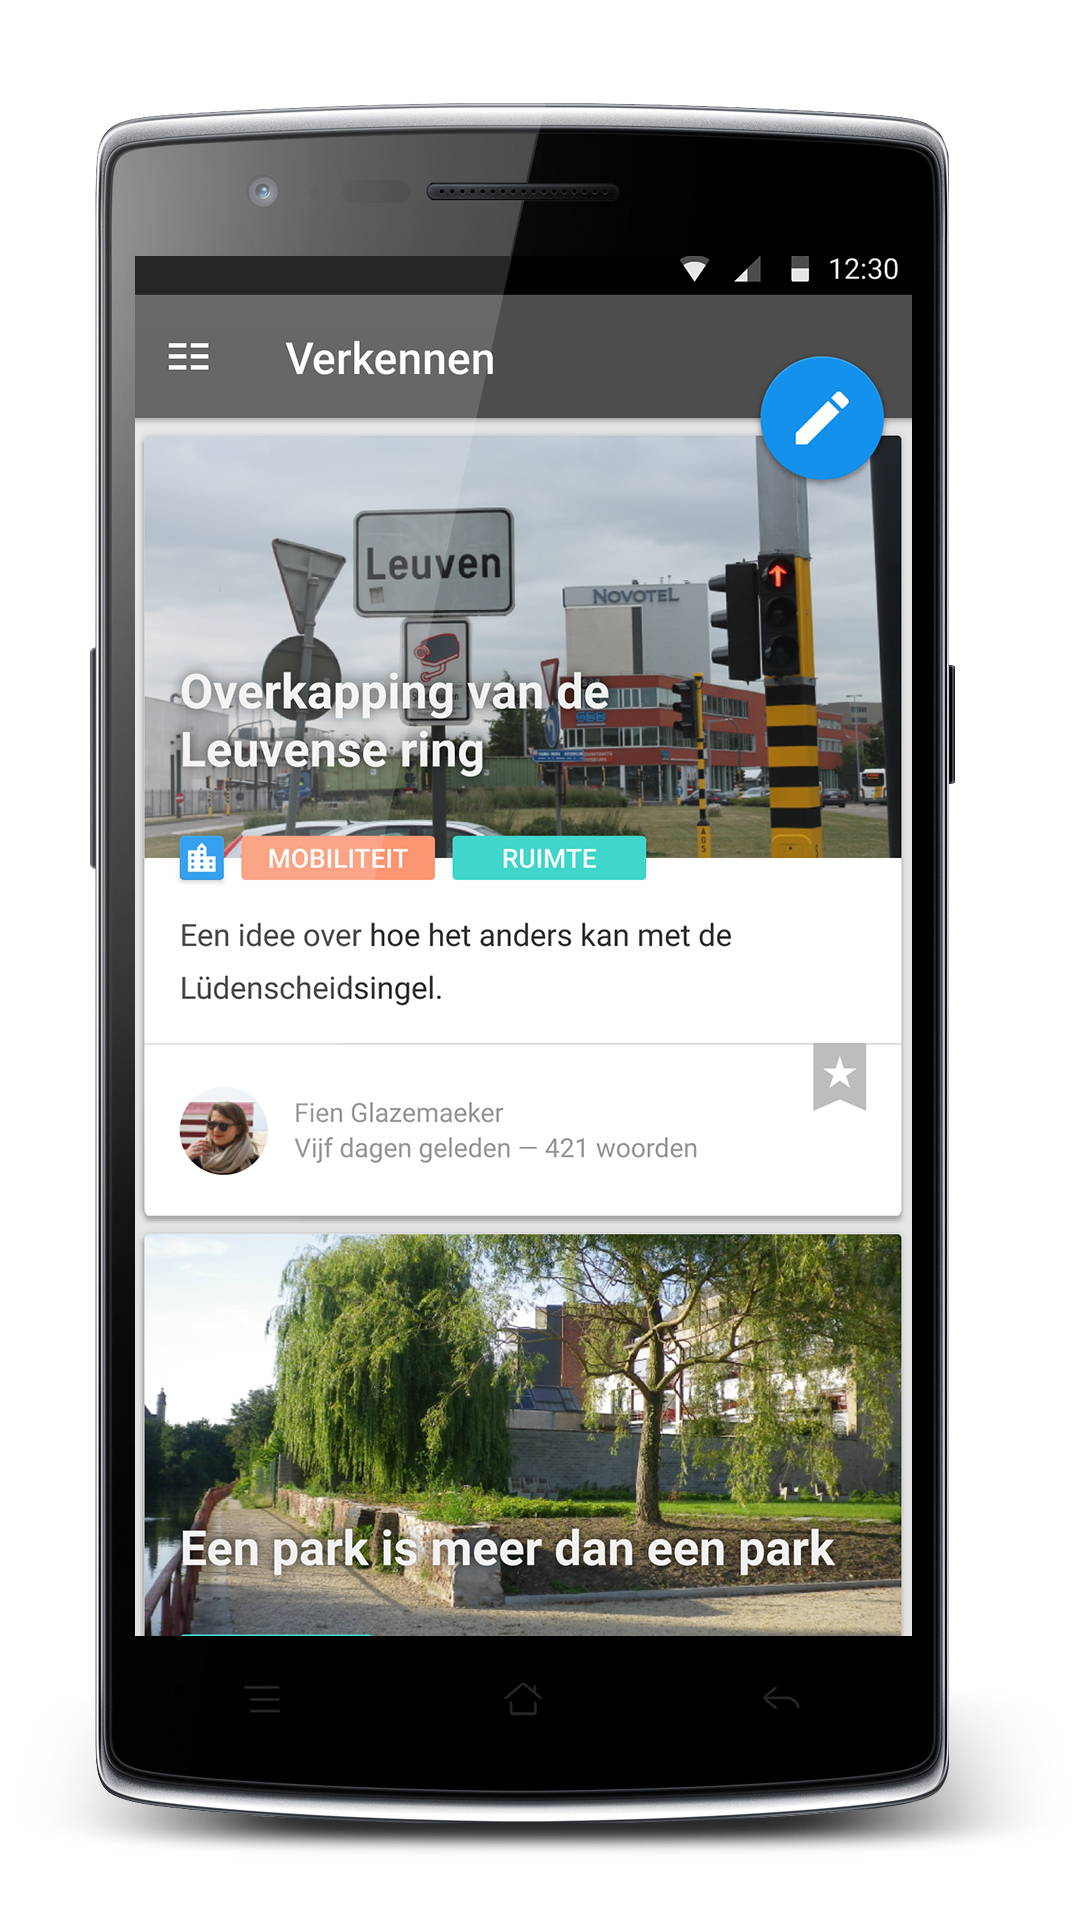 12:30
Verkennen
Leuven
NOVOTEL
Overkapping van de
Leuvense ring
MOBILITEIT
RUIMTE
Een idee over hoe het anders kan met de
Lüdenscheidsingel.
Fien Glazemaeker
Vijf dagen geleden — 421 woorden
Een park is meer dan een park